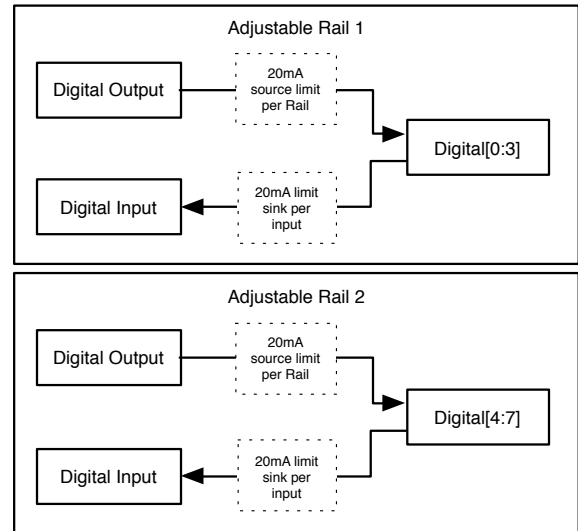 Adjustable Rail 1
Digital Output
20mA
source limit
per Rail
Digital[0:3]
Digital Input
20mA limit
sink per
input
Adjustable Rail 2
Digital Output
20mA
source limit
per Rail
Digital[4:7]
Digital Input
20mA limit
sink per
input